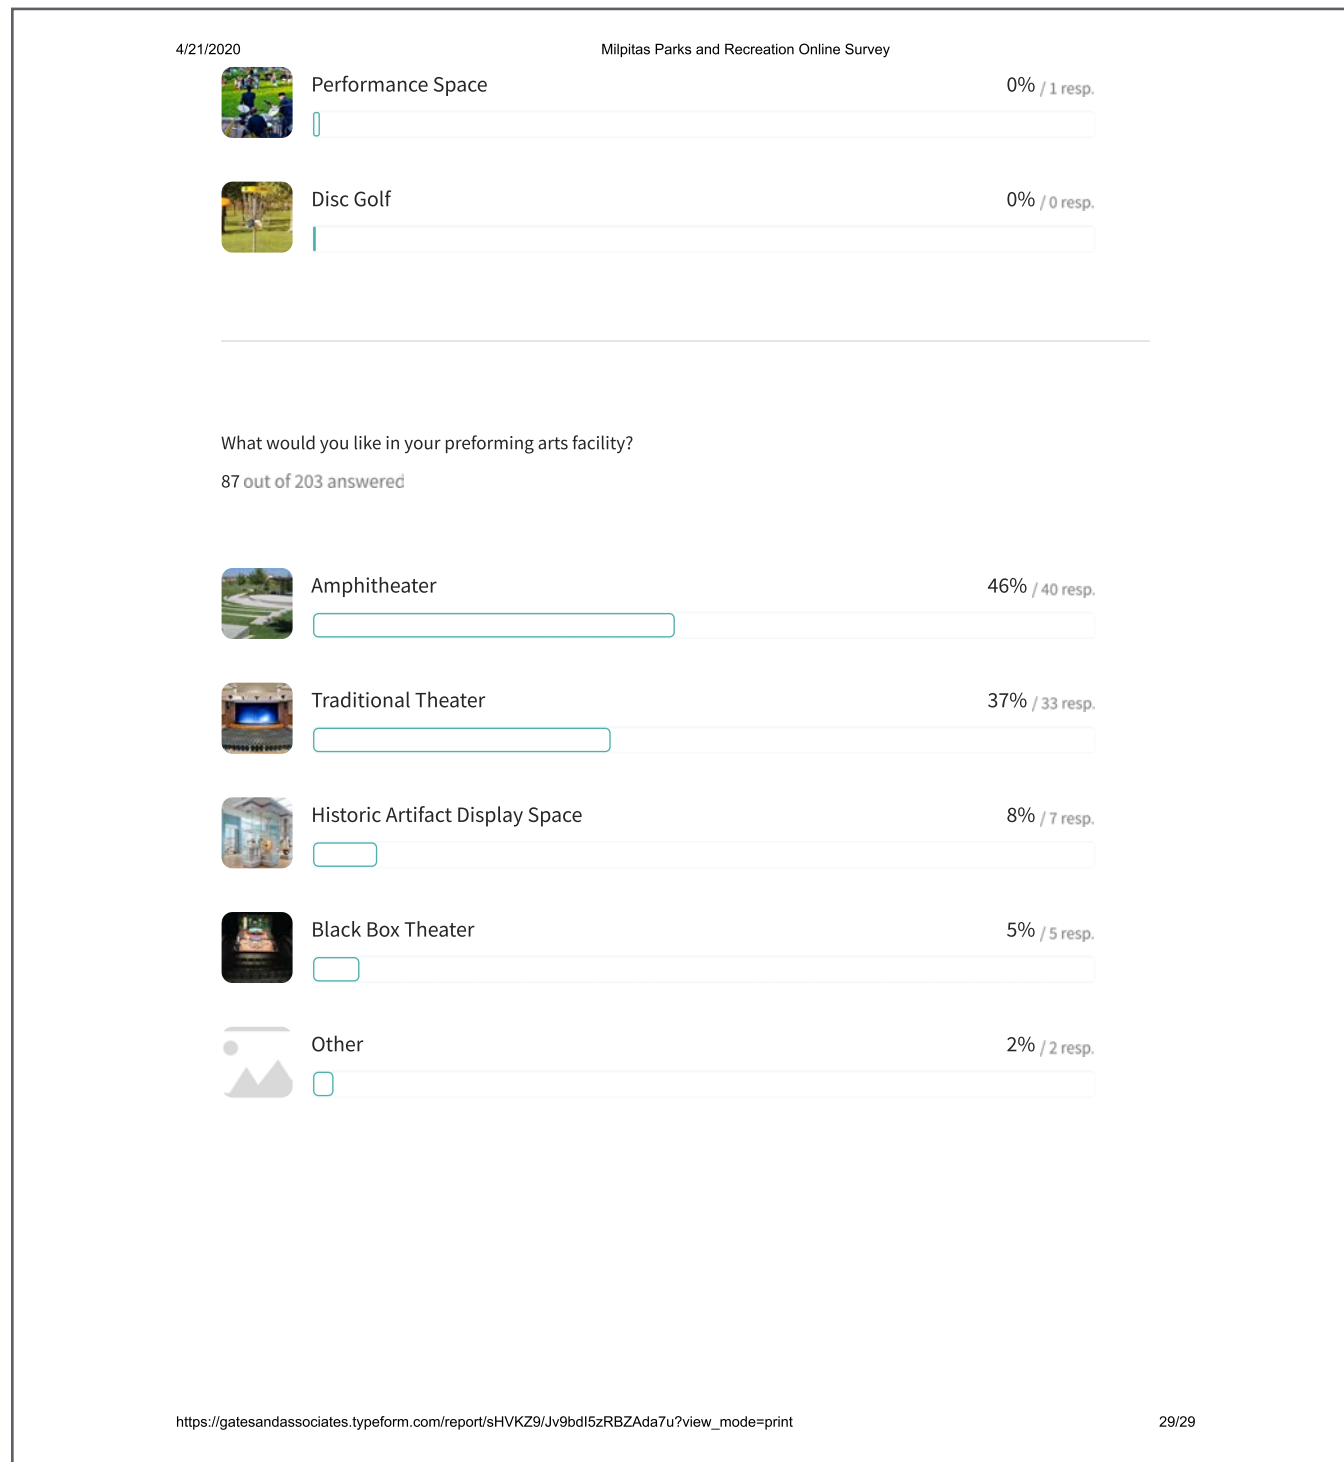 4/21/2020 Milpitas Parks and Recreation Online Survey
Performance Space 0% / 1 resp.
Disc Golf 0% / 0 resp.
What would you like in your preforming arts facility?
87 out of 203 answered
Amphitheater 46% / 40 resp.
Traditional Theater 37% / 33 resp.
Historic Artifact Display Space 8% / 7 resp.
Black Box Theater 5% / 5 resp.
Other 2% / 2 resp.
https://gatesandassociates.typeform.com/report/sHVKZ9/Jv9bdI5zRBZAda7u?view_mode=print 29/29